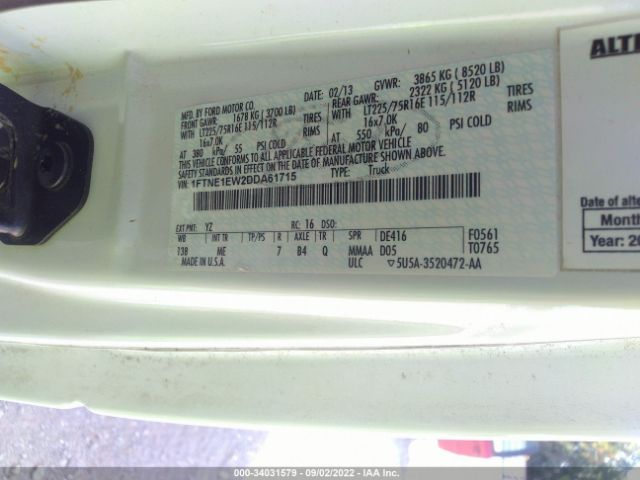 MFD. BY FORD MOTOR CO.
DATE: 02/13 GVWR: 3865 KG ( 8520 LB)
FRONT GAWR: 1678 KG ( 3700 LB)
REAR GAWR: 2322 KG ( 5120 LB)
WITH LT225/75R16E 115/112R TIRES
WITH LT225/75R16E 115/112R TIRES
16x7.0K RIMS
16x7.0K RIMS
AT 380 kPa/ 55 PSI COLD
AT 550 kPa/ 80 PSI COLD
THIS VEHICLE CONFORMS TO ALL APPLICABLE FEDERAL MOTOR VEHICLE
SAFETY AND THEFT PREVENTION STANDARDS IN EFFECT ON THE DATE
OF MANUFACTURE SHOWN ABOVE.
VIN: 1FTNE1EW2DDA61715
TYPE: Truck
EXT PNT: YZ RC: 16 DSO:
WB INT TR TP/PS R AXLE TR SPR DE416 F0561
138 ME 7 B4 Q MMAA D05 T0765
MADE IN U.S.A. ULC ▽5U5A-3520472-AA
ALTE
Date of alte
Month
Year: 20
000-34031579 - 09/02/2022 - IAA Inc.